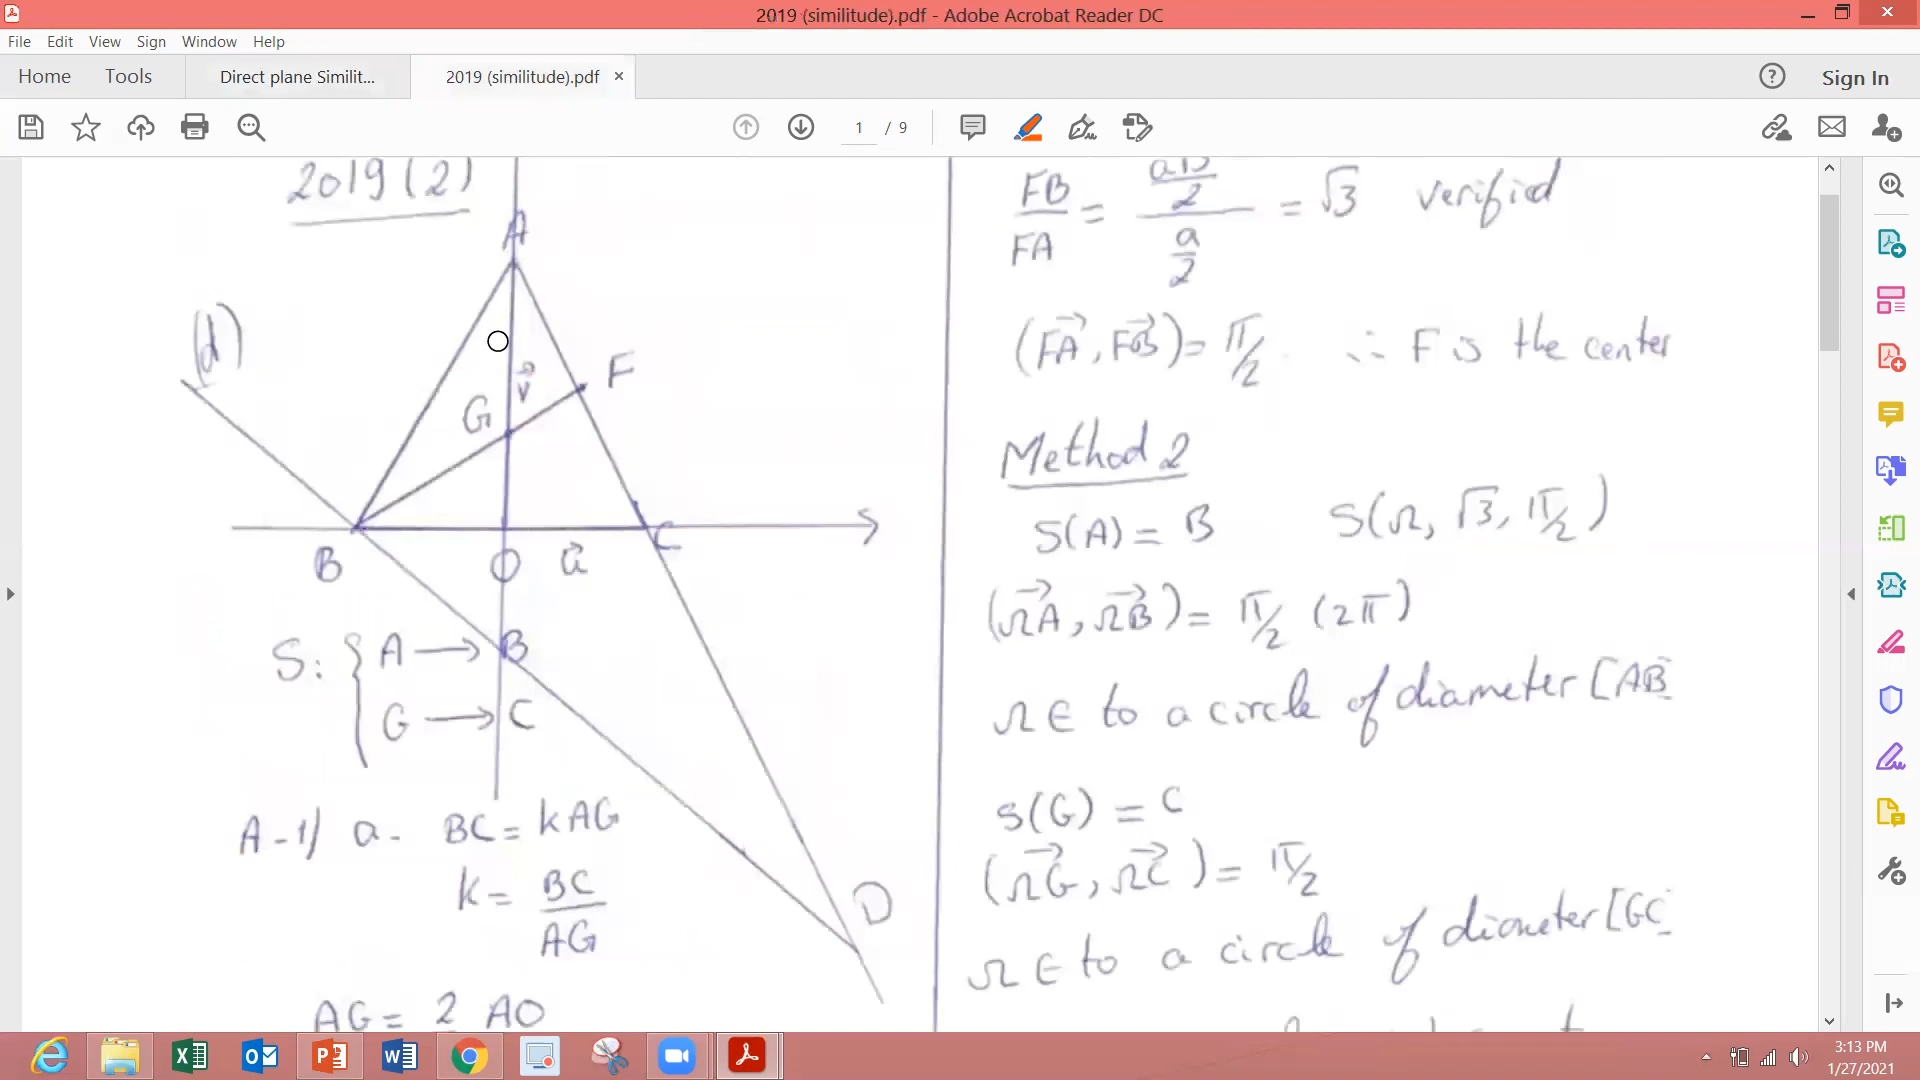 2019 (similitude).pdf - Adobe Acrobat Reader DC
File Edit View Sign Window Help
Home Tools Direct plane Similit... 2019 (similitude).pdf × Sign In
1 / 9
2019 (2)
A
(d)
F
G
v
B
O
u
C
D
S: { A → B
G → C
A-1) a- BC = k AG
k = BC / AG
AG = 2 AO
FB / FA = a√3/2 / a/2 = √3 verified
(FA, FB) = π/2 ∴ F is the center
Method 2
S(A) = B S(Ω, √3, π/2)
(ΩA, ΩB) = π/2 (2π)
Ω ∈ to a circle of diameter [AB
S(G) = C
(ΩG, ΩC) = π/2
Ω ∈ to a circle of diameter [GC
3:13 PM
1/27/2021